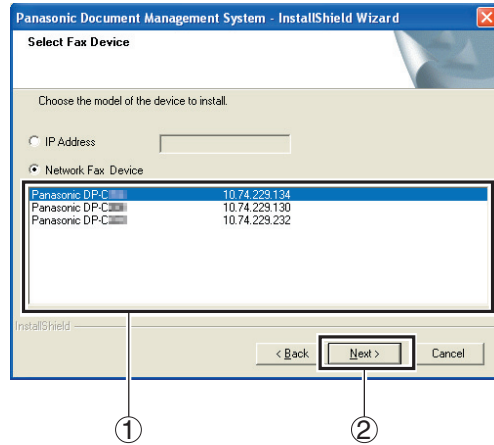 Panasonic Document Management System - InstallShield Wizard
Select Fax Device
Choose the model of the device to install.
IP Address
Network Fax Device
Panasonic DP-C 10.74.229.134
Panasonic DP-C 10.74.229.130
Panasonic DP-C 10.74.229.232
InstallShield
< Back Next > Cancel
1 2